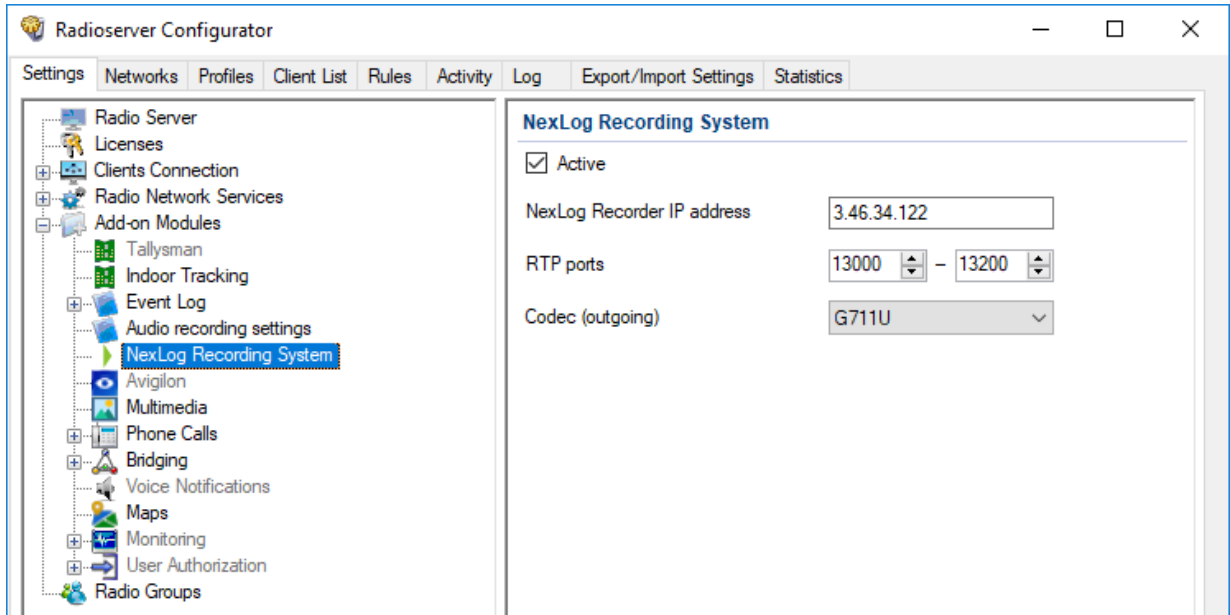 Radioserver Configurator
Settings Networks Profiles Client List Rules Activity Log Export/Import Settings Statistics
Radio Server
Licenses
Clients Connection
Radio Network Services
Add-on Modules
Tallysman
Indoor Tracking
Event Log
Audio recording settings
NexLog Recording System
Avigilon
Multimedia
Phone Calls
Bridging
Voice Notifications
Maps
Monitoring
User Authorization
Radio Groups
NexLog Recording System
Active
NexLog Recorder IP address 3.46.34.122
RTP ports 13000 – 13200
Codec (outgoing) G711U